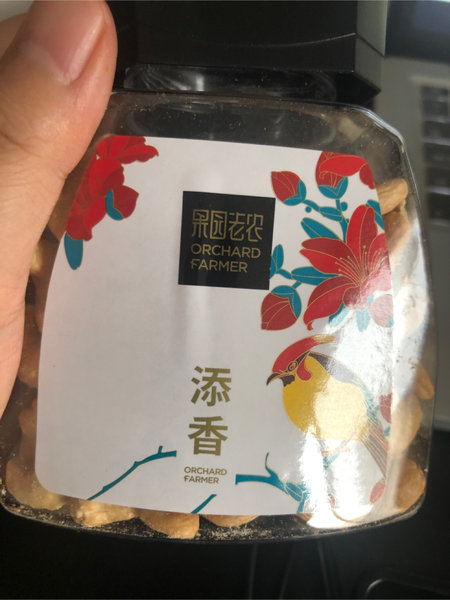 果园老农
ORCHARD
FARMER
添
香
ORCHARD
FARMER